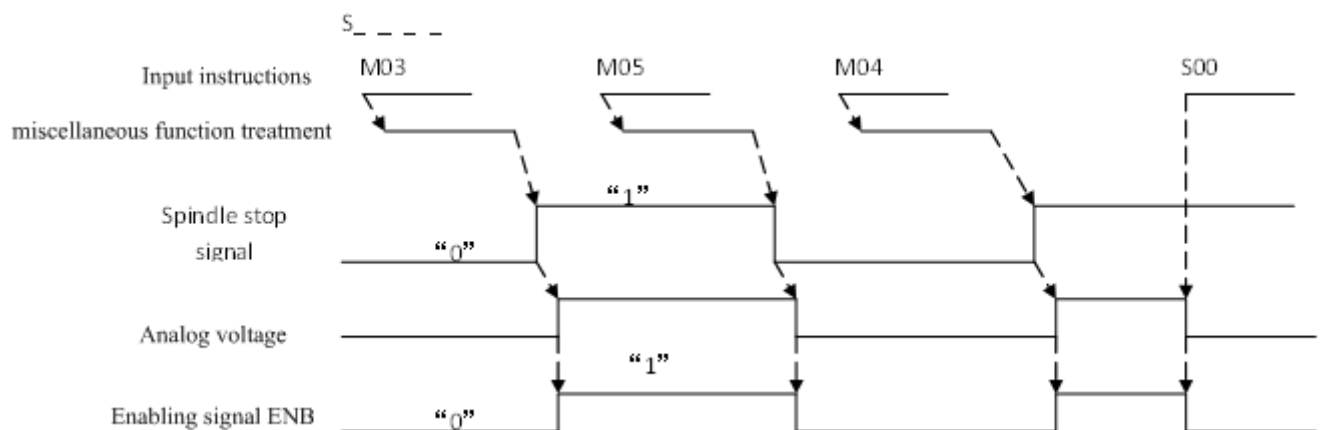 S_ _ _ _ _
Input instructions
M03
M05
M04
S00
miscellaneous function treatment
“1”
Spindle stop
signal
“0”
Analog voltage
“1”
Enabling signal ENB
“0”